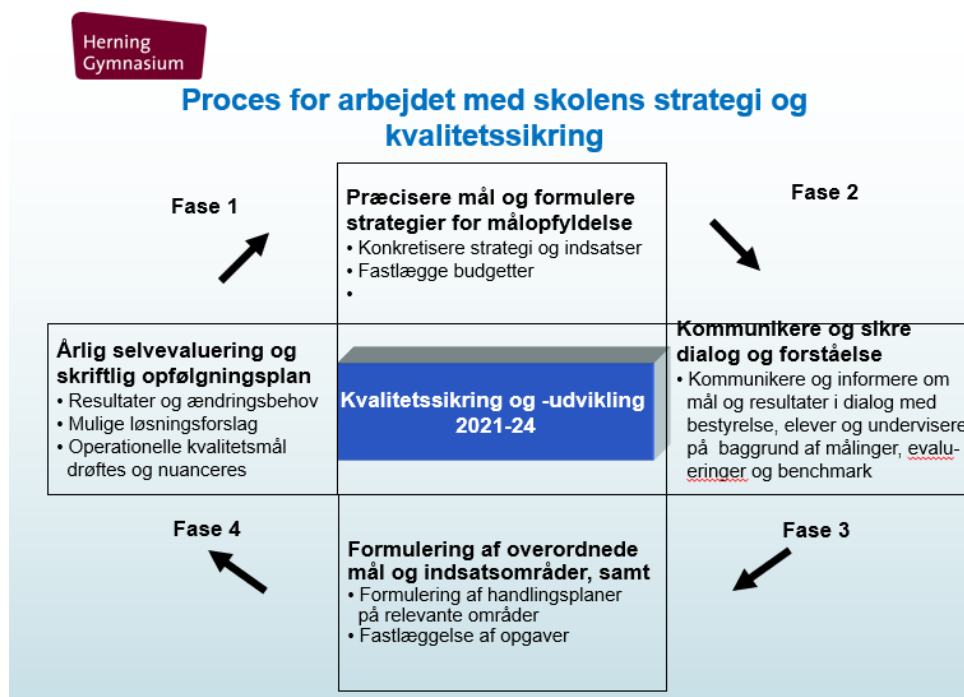 Herning
Gymnasium
Proces for arbejdet med skolens strategi og
kvalitetssikring
Fase 1
Præcisere mål og formulere
strategier for målopfyldelse
• Konkretisere strategi og indsatser
• Fastlægge budgetter
•
Fase 2
Årlig selvevaluering og
skriftlig opfølgningsplan
• Resultater og ændringsbehov
• Mulige løsningsforslag
• Operationelle kvalitetsmål
drøftes og nuanceres
Kvalitetssikring og -udvikling
2021-24
Kommunikere og sikre
dialog og forståelse
• Kommunikere og informere om
mål og resultater i dialog med
bestyrelse, elever og undervisere
på baggrund af målinger, evalu-
eringer og benchmark
Fase 4
Formulering af overordnede
mål og indsatsområder, samt
• Formulering af handlingsplaner
på relevante områder
• Fastlæggelse af opgaver
Fase 3